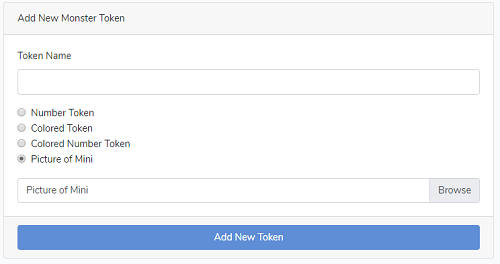 Add New Monster Token
Token Name
Number Token
Colored Token
Colored Number Token
Picture of Mini
Picture of Mini Browse
Add New Token